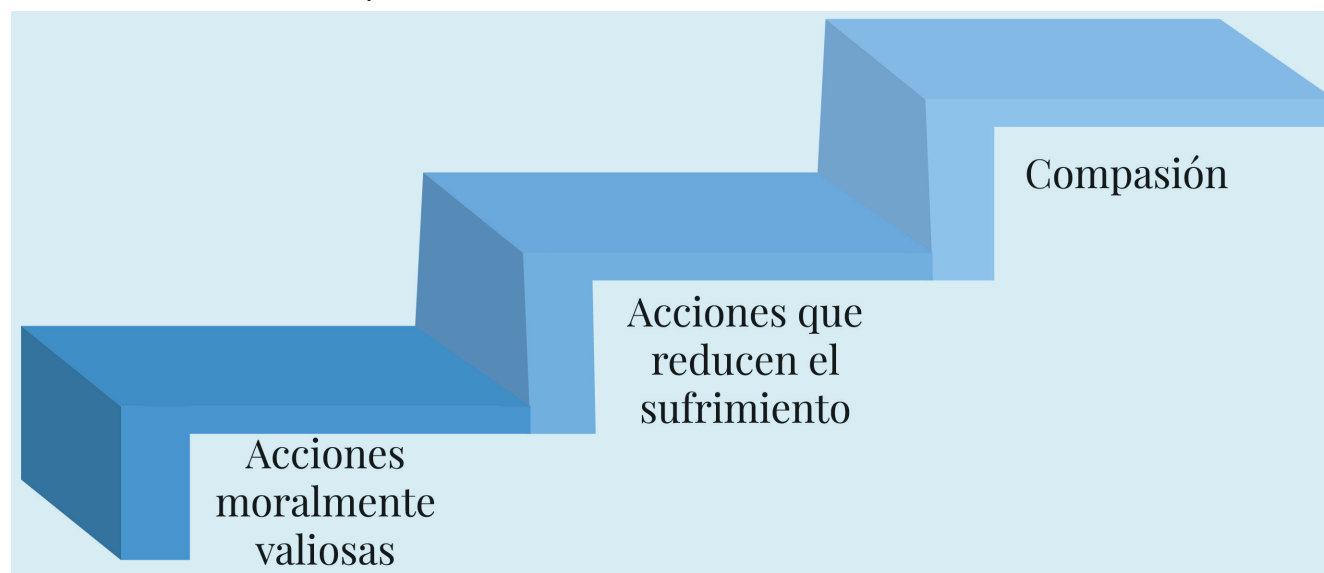 Compasión
Acciones que
reducen el
sufrimiento
Acciones
moralmente
valiosas